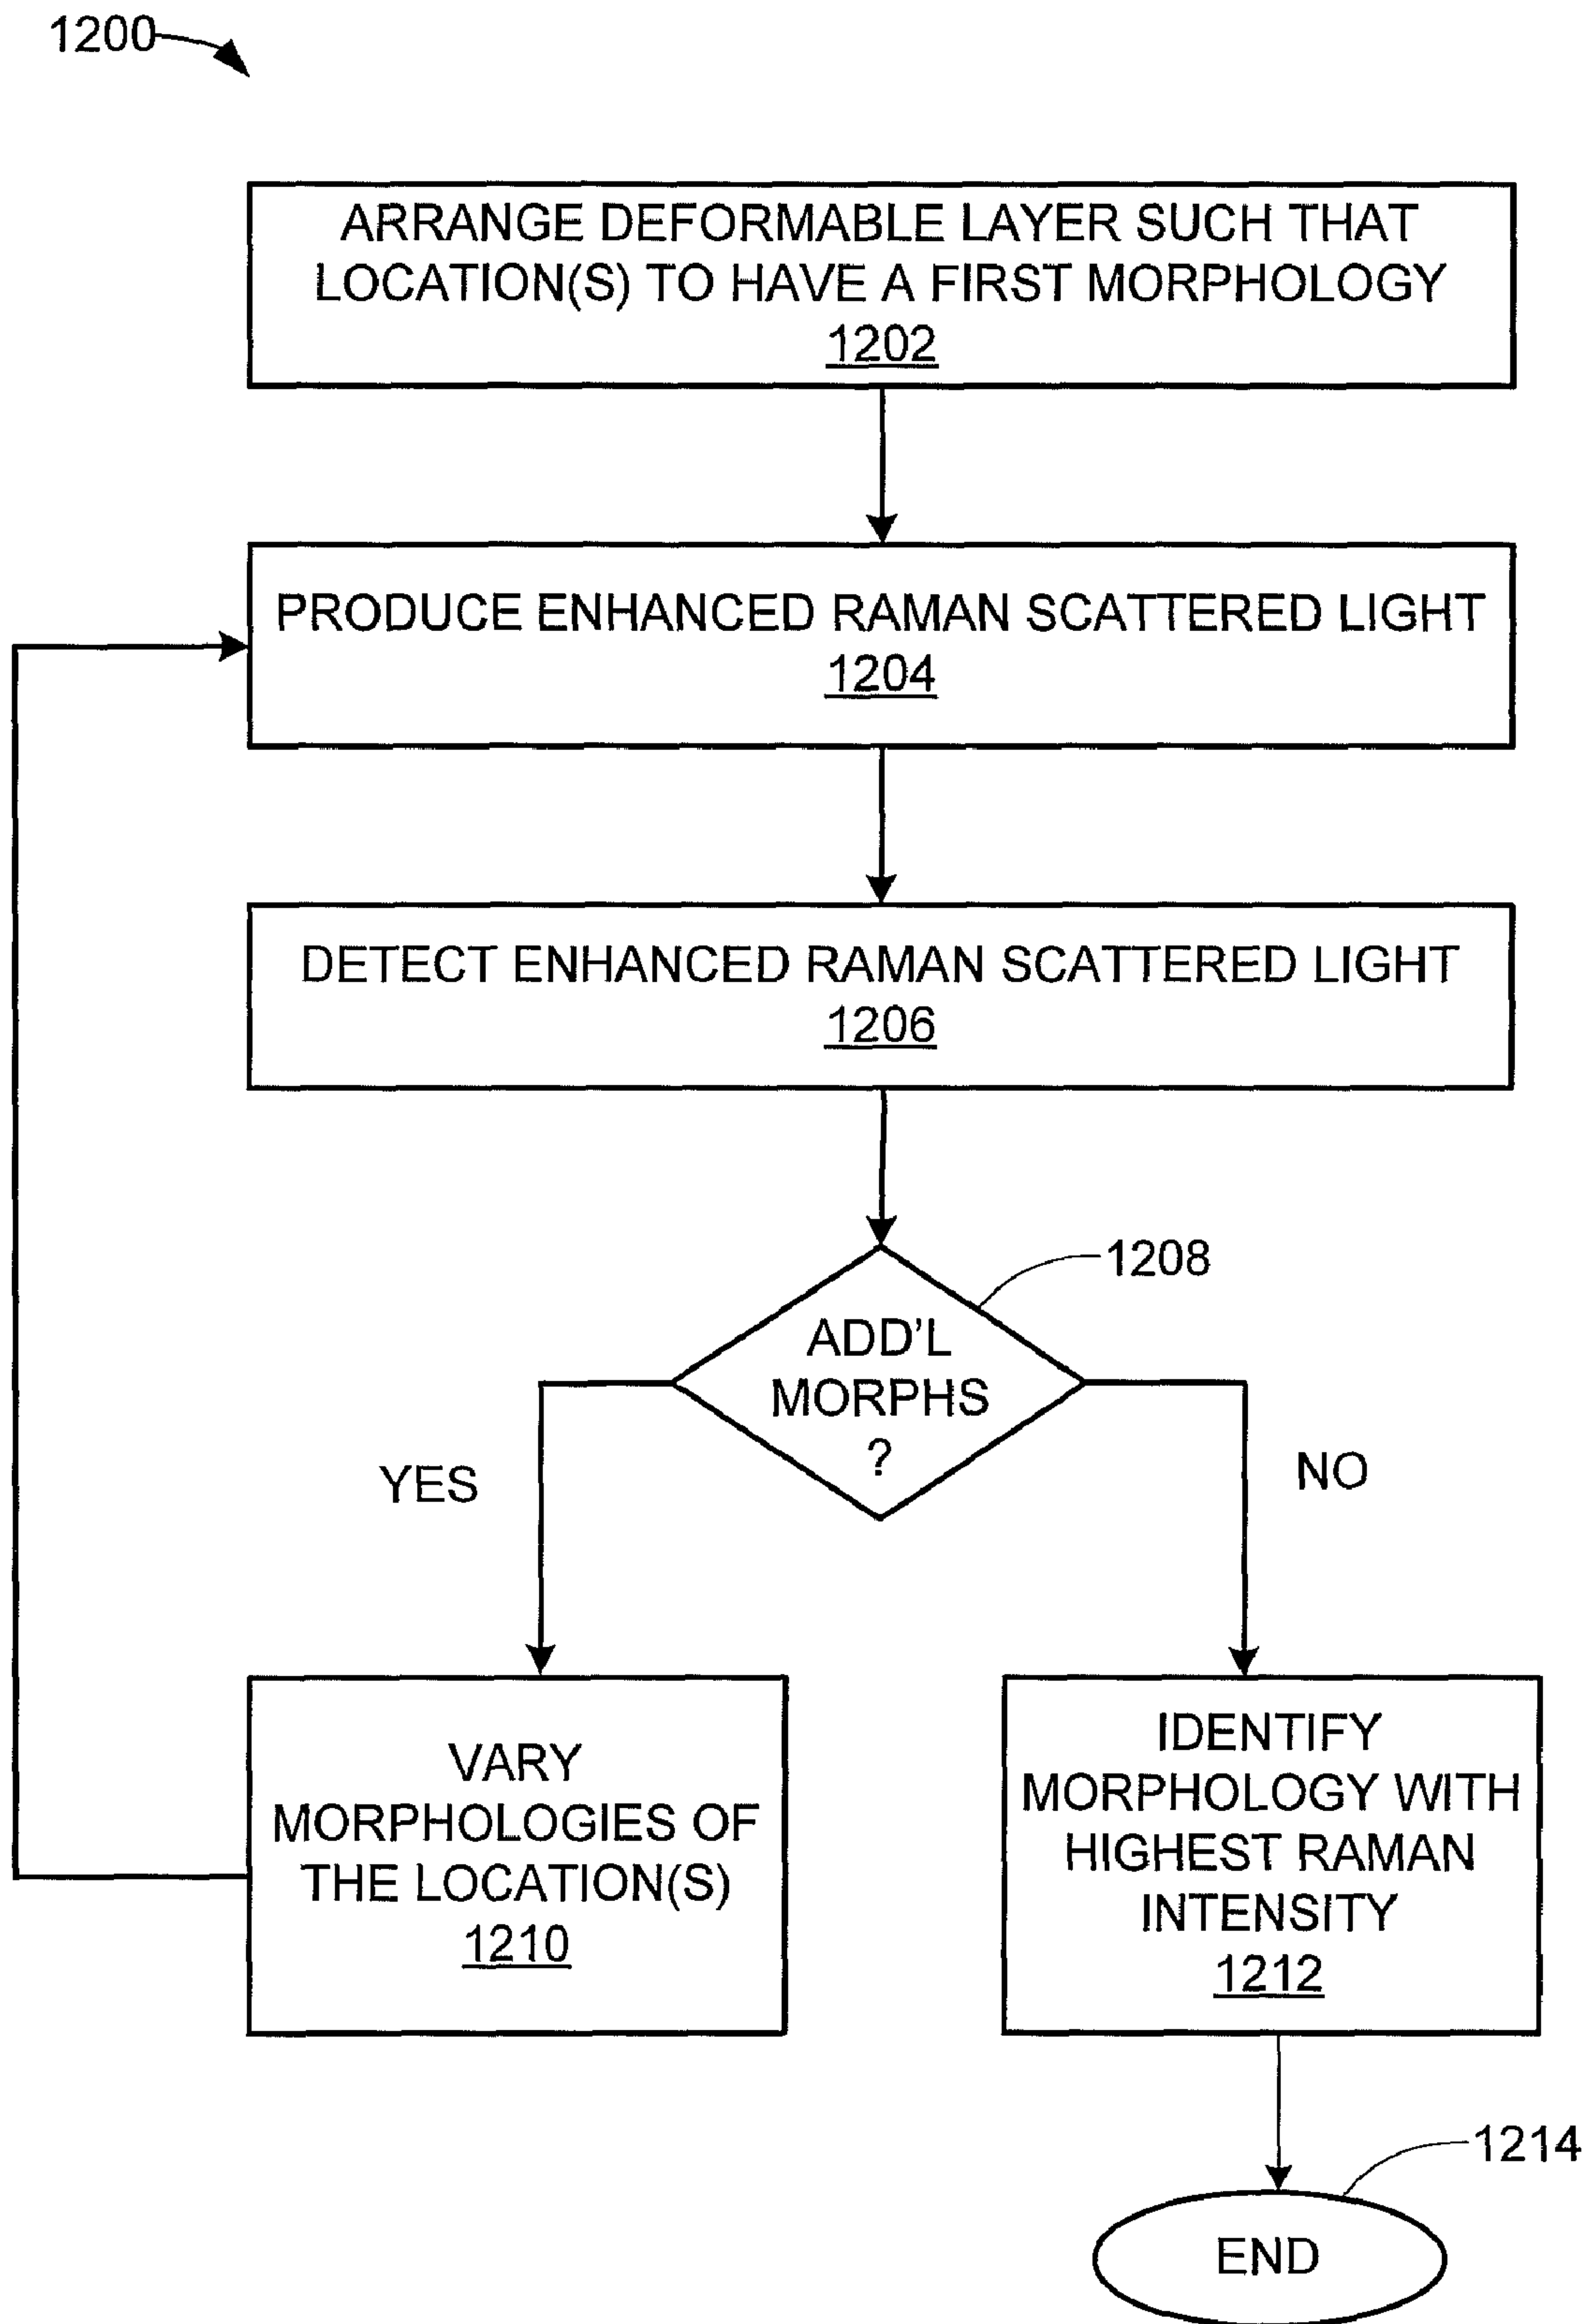 1200
ARRANGE DEFORMABLE LAYER SUCH THAT
LOCATION(S) TO HAVE A FIRST MORPHOLOGY
1202
PRODUCE ENHANCED RAMAN SCATTERED LIGHT
1204
DETECT ENHANCED RAMAN SCATTERED LIGHT
1206
1208
ADD'L
MORPHS
?
YES
NO
VARY
MORPHOLOGIES OF
THE LOCATION(S)
1210
IDENTIFY
MORPHOLOGY WITH
HIGHEST RAMAN
INTENSITY
1212
1214
END